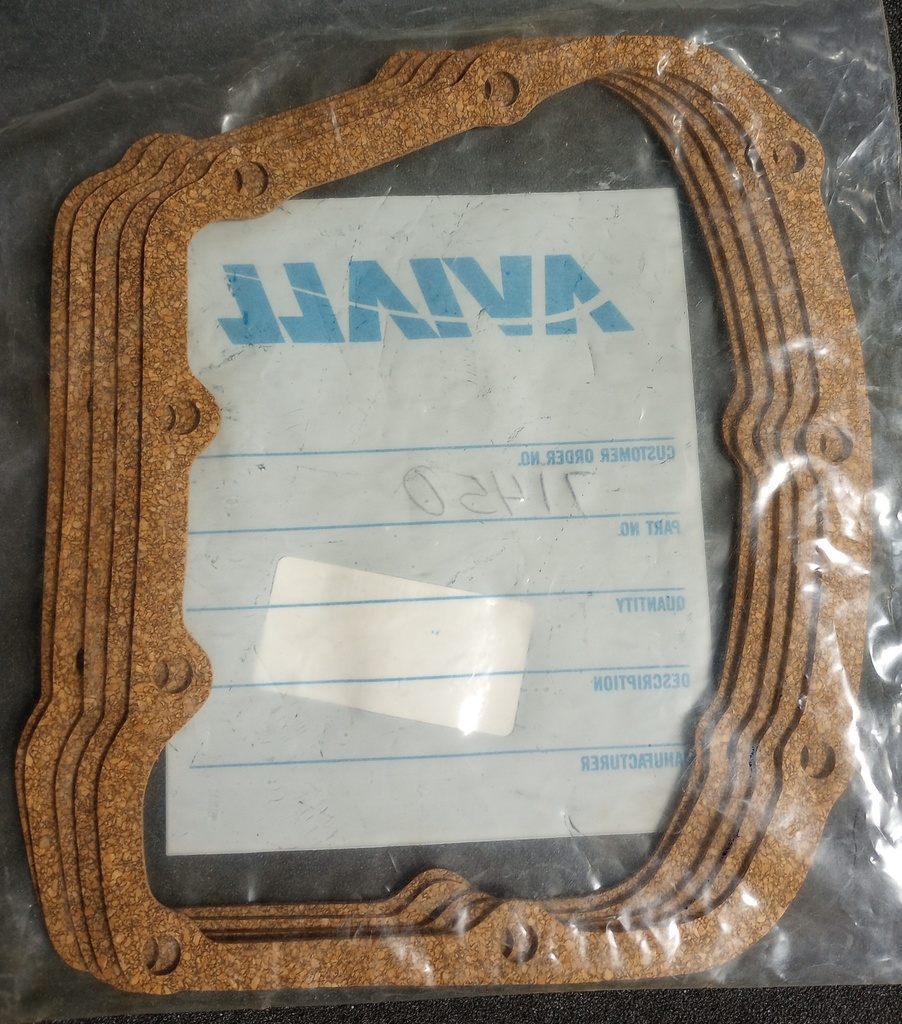 AVIALL
CUSTOMER ORDER NO.
71450
PART NO.
QUANTITY
DESCRIPTION
MANUFACTURER